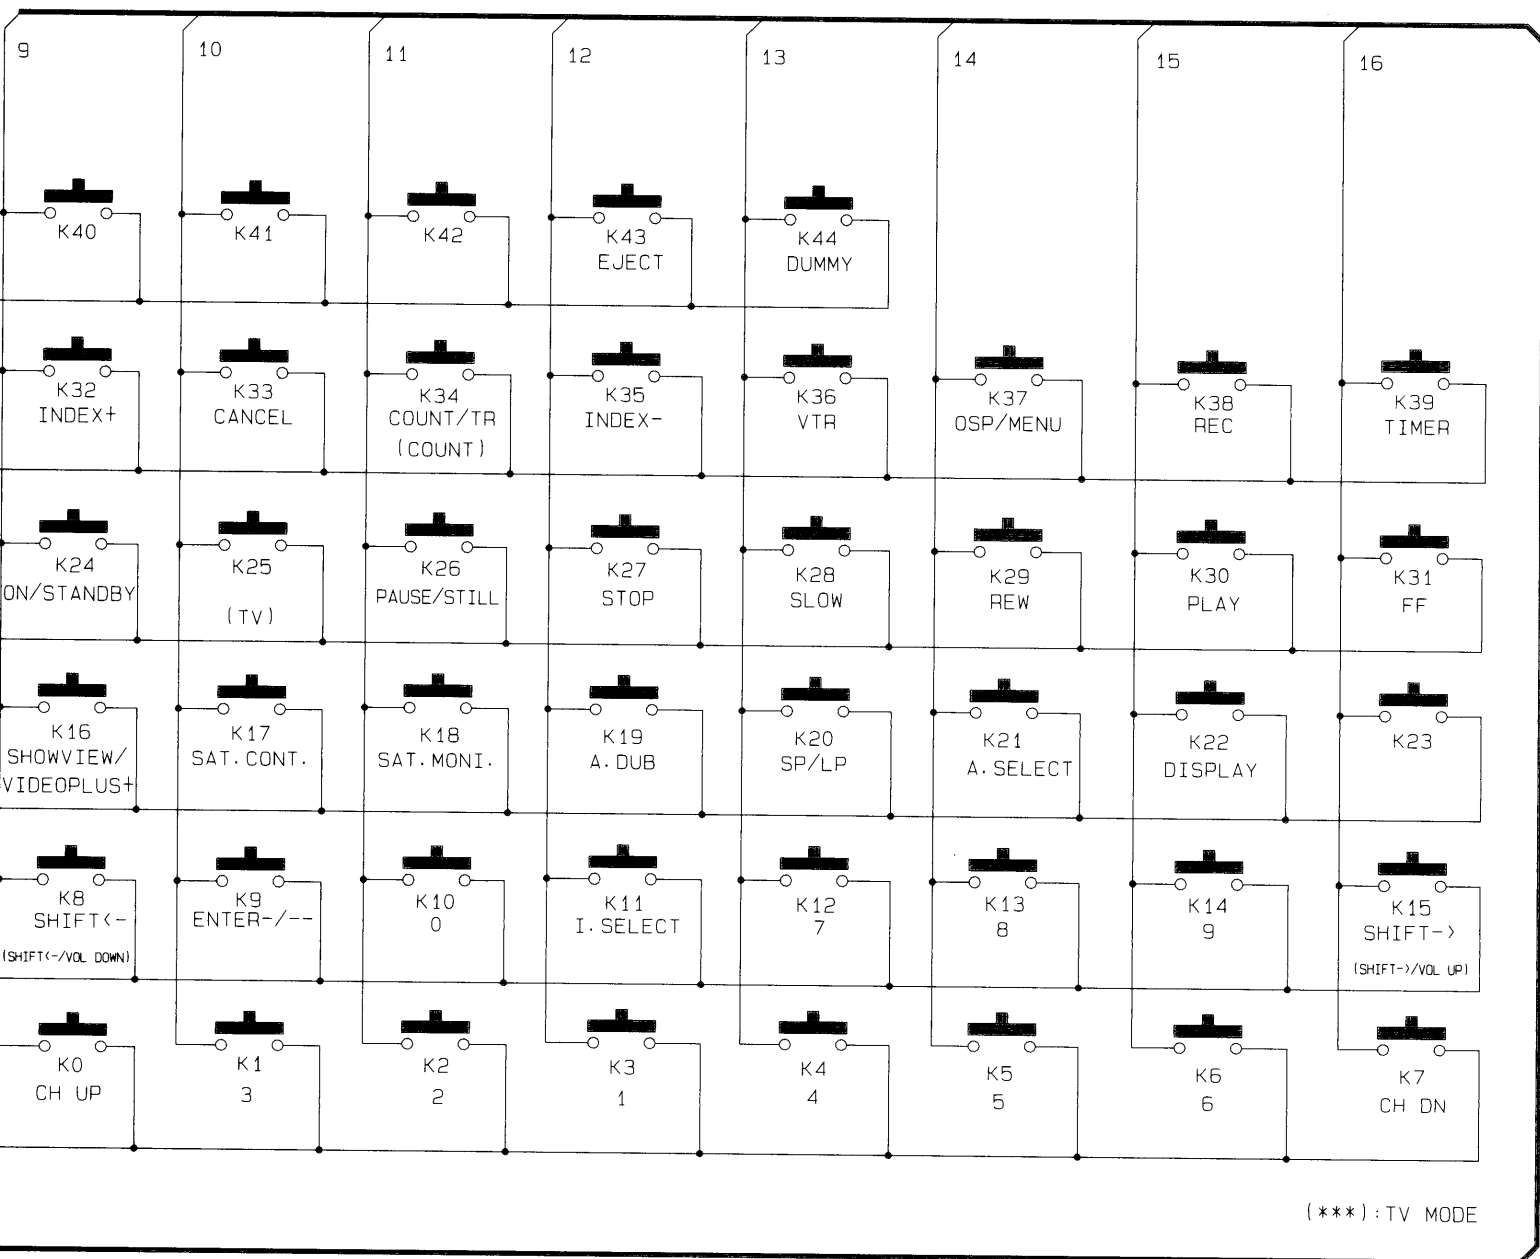 9 10 11 12 13 14 15 16
K40 K41 K42 K43 K44
EJECT DUMMY
K32 K33 K34 K35 K36 K37 K38 K39
INDEX+ CANCEL COUNT/TR INDEX- VTR OSP/MENU REC TIMER
(COUNT)
K24 K25 K26 K27 K28 K29 K30 K31
ON/STANDBY PAUSE/STILL STOP SLOW REW PLAY FF
(TV)
K16 K17 K18 K19 K20 K21 K22 K23
SHOWVIEW/ SAT.CONT. SAT.MONI. A.DUB SP/LP A.SELECT DISPLAY
VIDEOPLUS+
K8 K9 K10 K11 K12 K13 K14 K15
SHIFT<- ENTER-/-- 0 I.SELECT 7 8 9 SHIFT->
(SHIFT<-/VOL DOWN) (SHIFT->/VOL UP)
K0 K1 K2 K3 K4 K5 K6 K7
CH UP 3 2 1 4 5 6 CH DN
(***):TV MODE